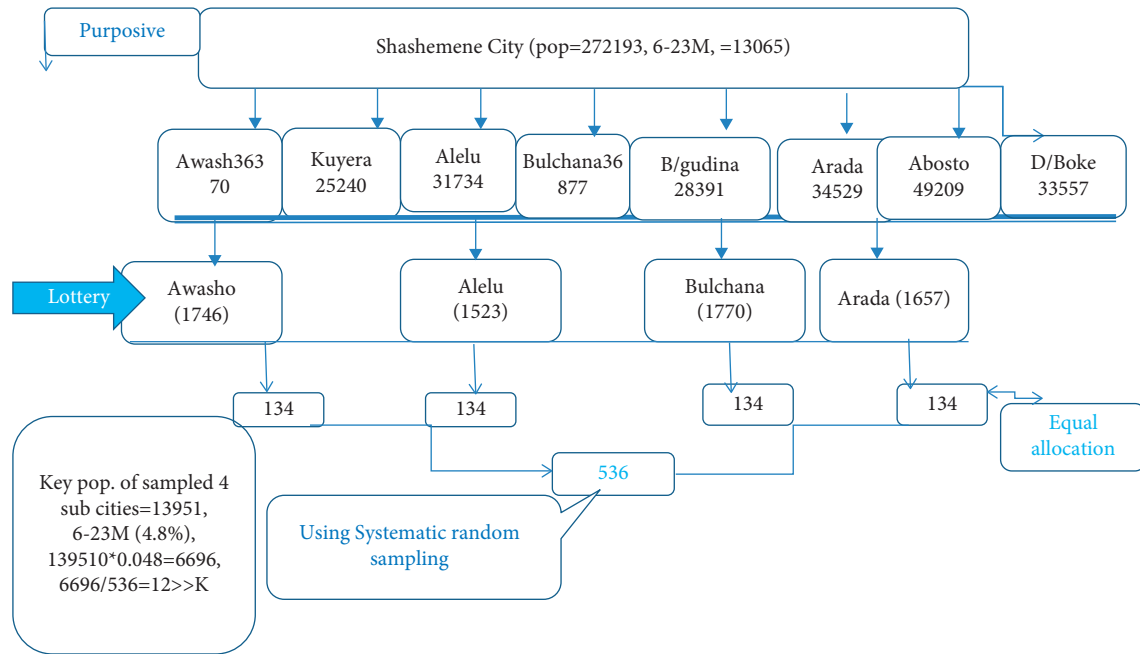 Purposive
Shashemene City (pop=272193, 6-23M, =13065)
Awash363
70
Kuyera
25240
Alelu
31734
Bulchana36
877
B/gudina
28391
Arada
34529
Abosto
49209
D/Boke
33557
Lottery
Awasho
(1746)
Alelu
(1523)
Bulchana
(1770)
Arada (1657)
134
134
134
134
Equal
allocation
536
Key pop. of sampled 4
sub cities=13951,
6-23M (4.8%),
139510*0.048=6696,
6696/536=12>>K
Using Systematic random
sampling